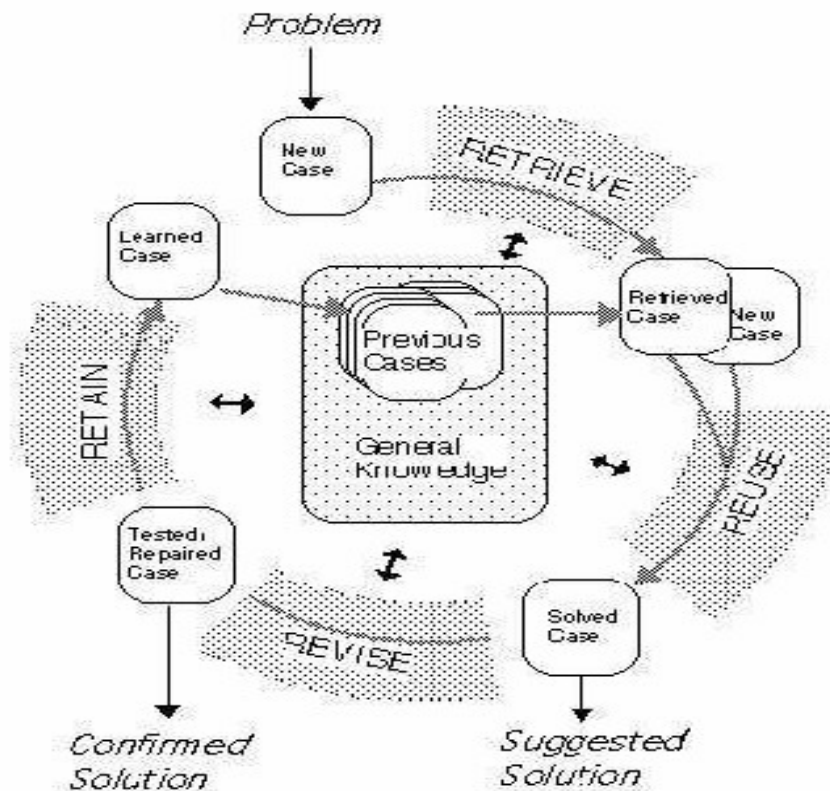 Problem
New
Case
RETRIEVE
Learned
Case
Retrieved
Case
New
Case
Previous
Cases
RETAIN
General
Knowledge
REUSE
Tested/
Repaired
Case
Solved
Case
REVISE
Confirmed
Solution
Suggested
Solution